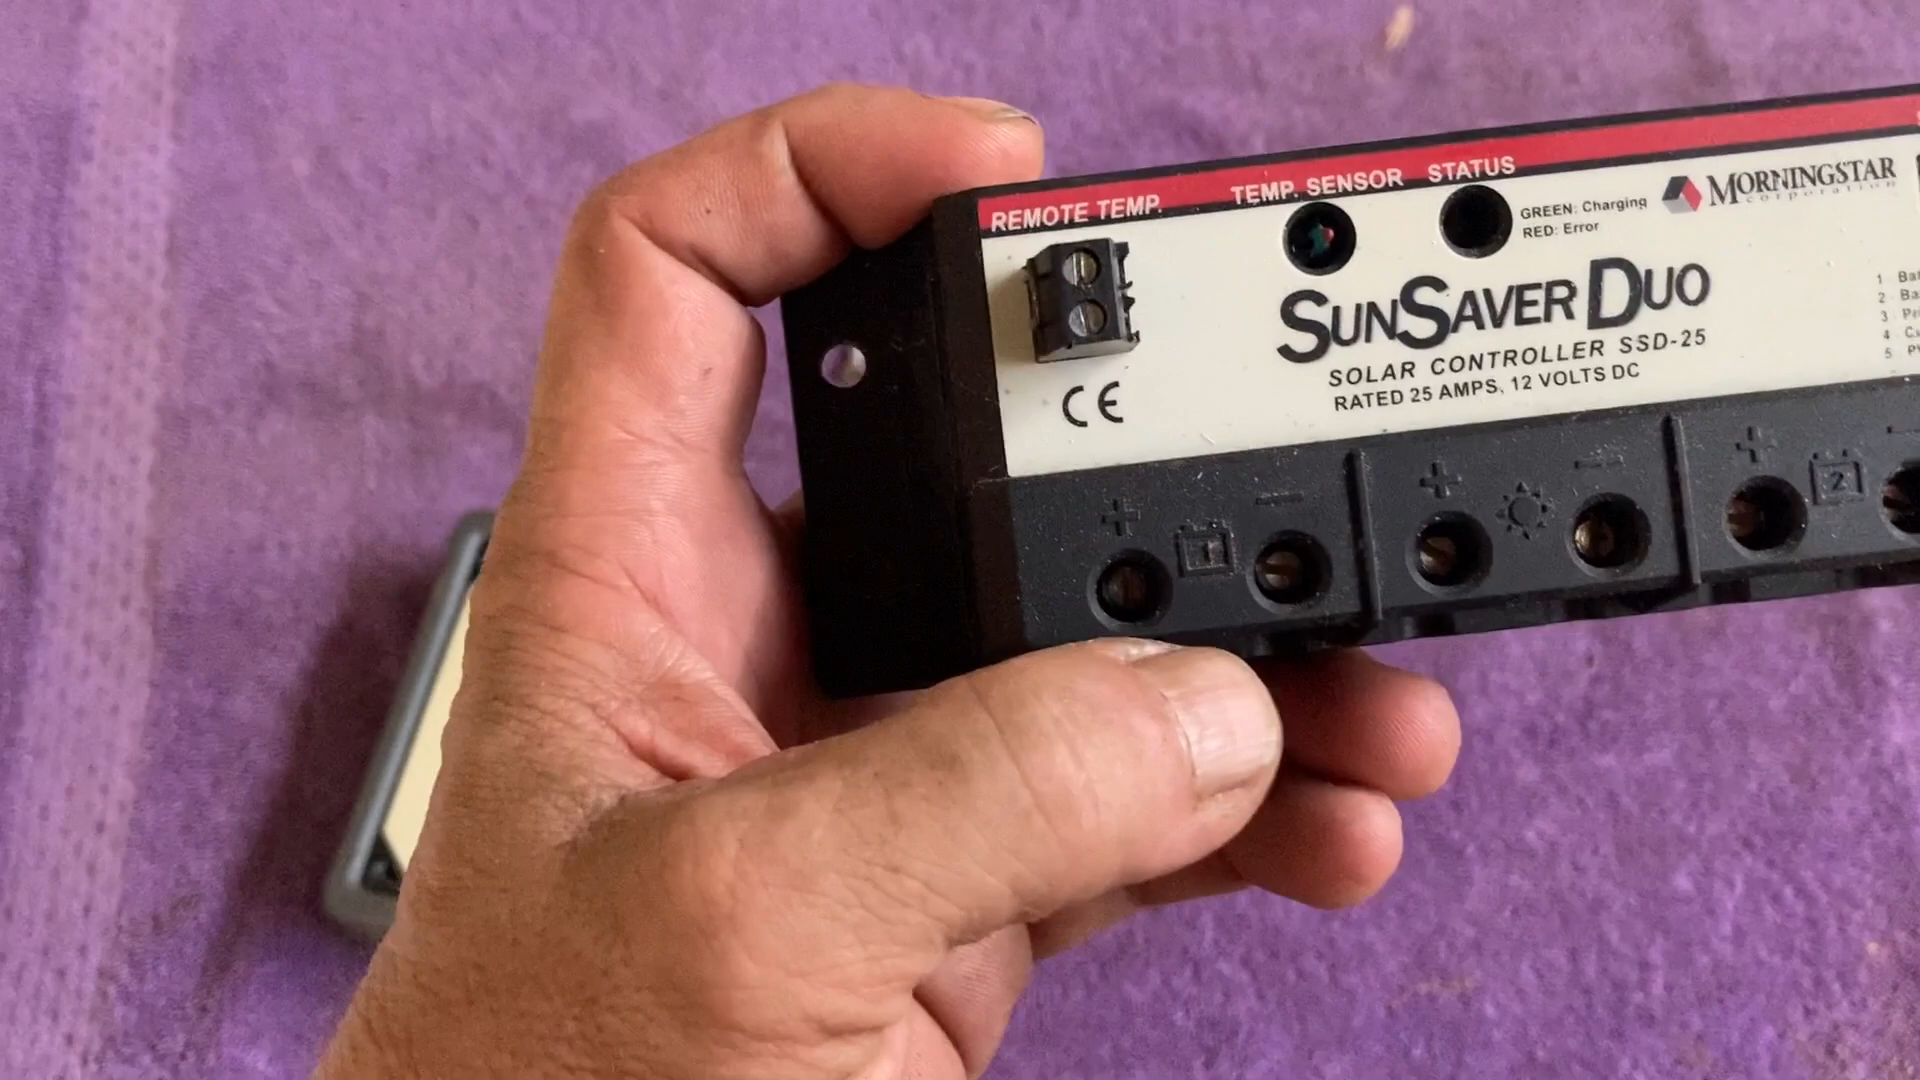 REMOTE TEMP.
TEMP. SENSOR
STATUS
GREEN: Charging
RED: Error
MORNINGSTAR
corporation
SUNSAVER DUO
SOLAR CONTROLLER SSD-25
RATED 25 AMPS, 12 VOLTS DC
CE
1
2
3
4
5
+ 1 -
+ -
+ 2 -